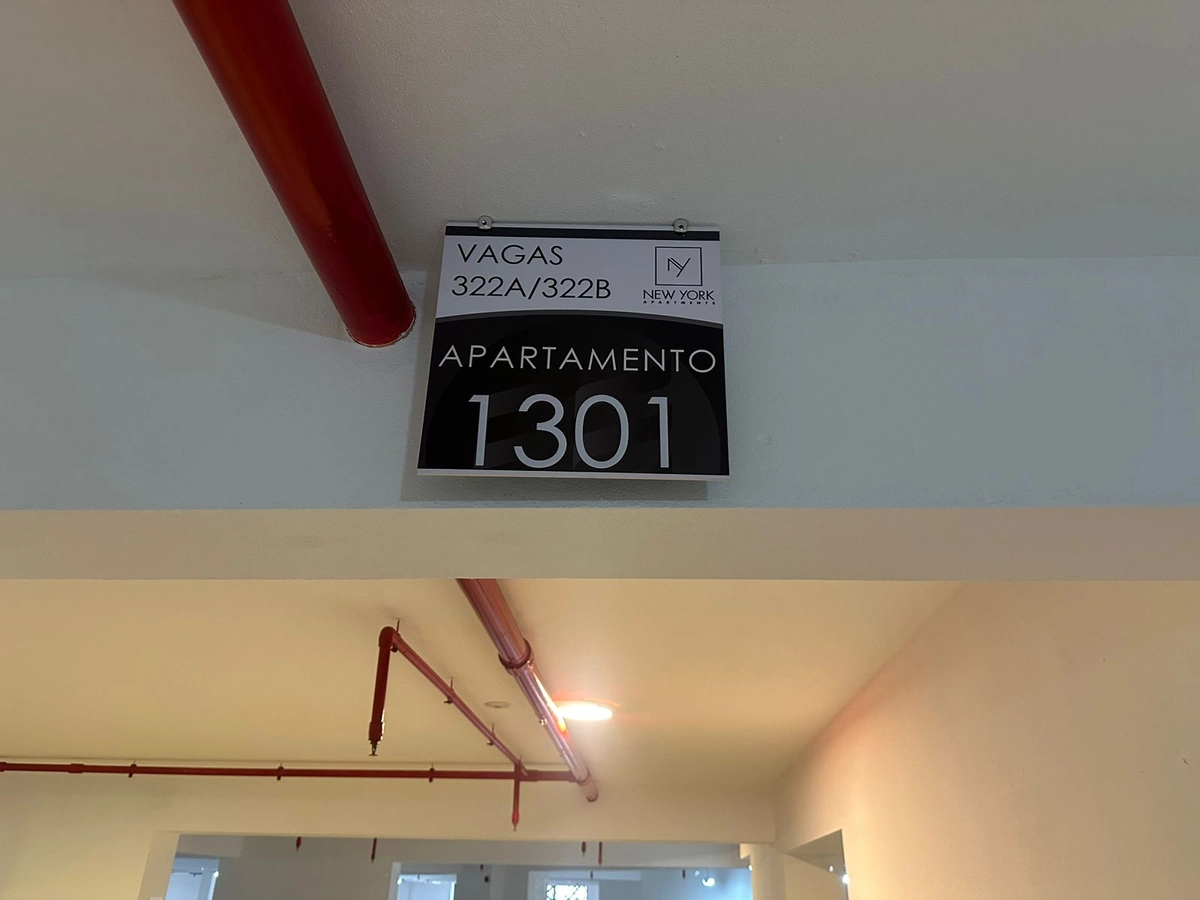 VAGAS
322A/322B
NY
NEW YORK
APARTMENTS
APARTAMENTO
1301